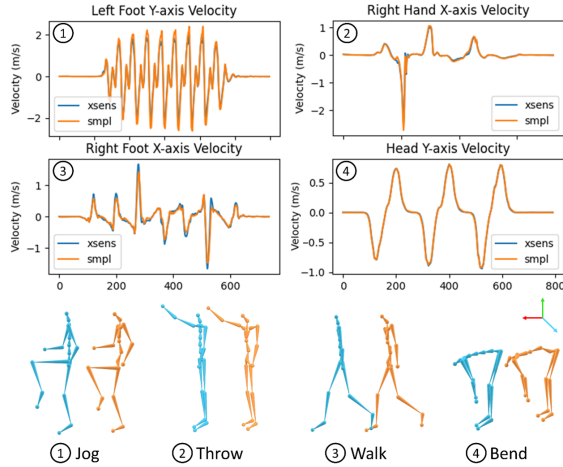 Left Foot Y-axis Velocity
Right Hand X-axis Velocity
1
2
Velocity (m/s)
2
0
−2
xsens
smpl
Velocity (m/s)
1
0
−1
−2
xsens
smpl
Right Foot X-axis Velocity
Head Y-axis Velocity
3
4
Velocity (m/s)
1
0
−1
xsens
smpl
0 200 400 600
Velocity (m/s)
0.5
0.0
−0.5
−1.0
xsens
smpl
0 200 400 600 800
1 Jog
2 Throw
3 Walk
4 Bend